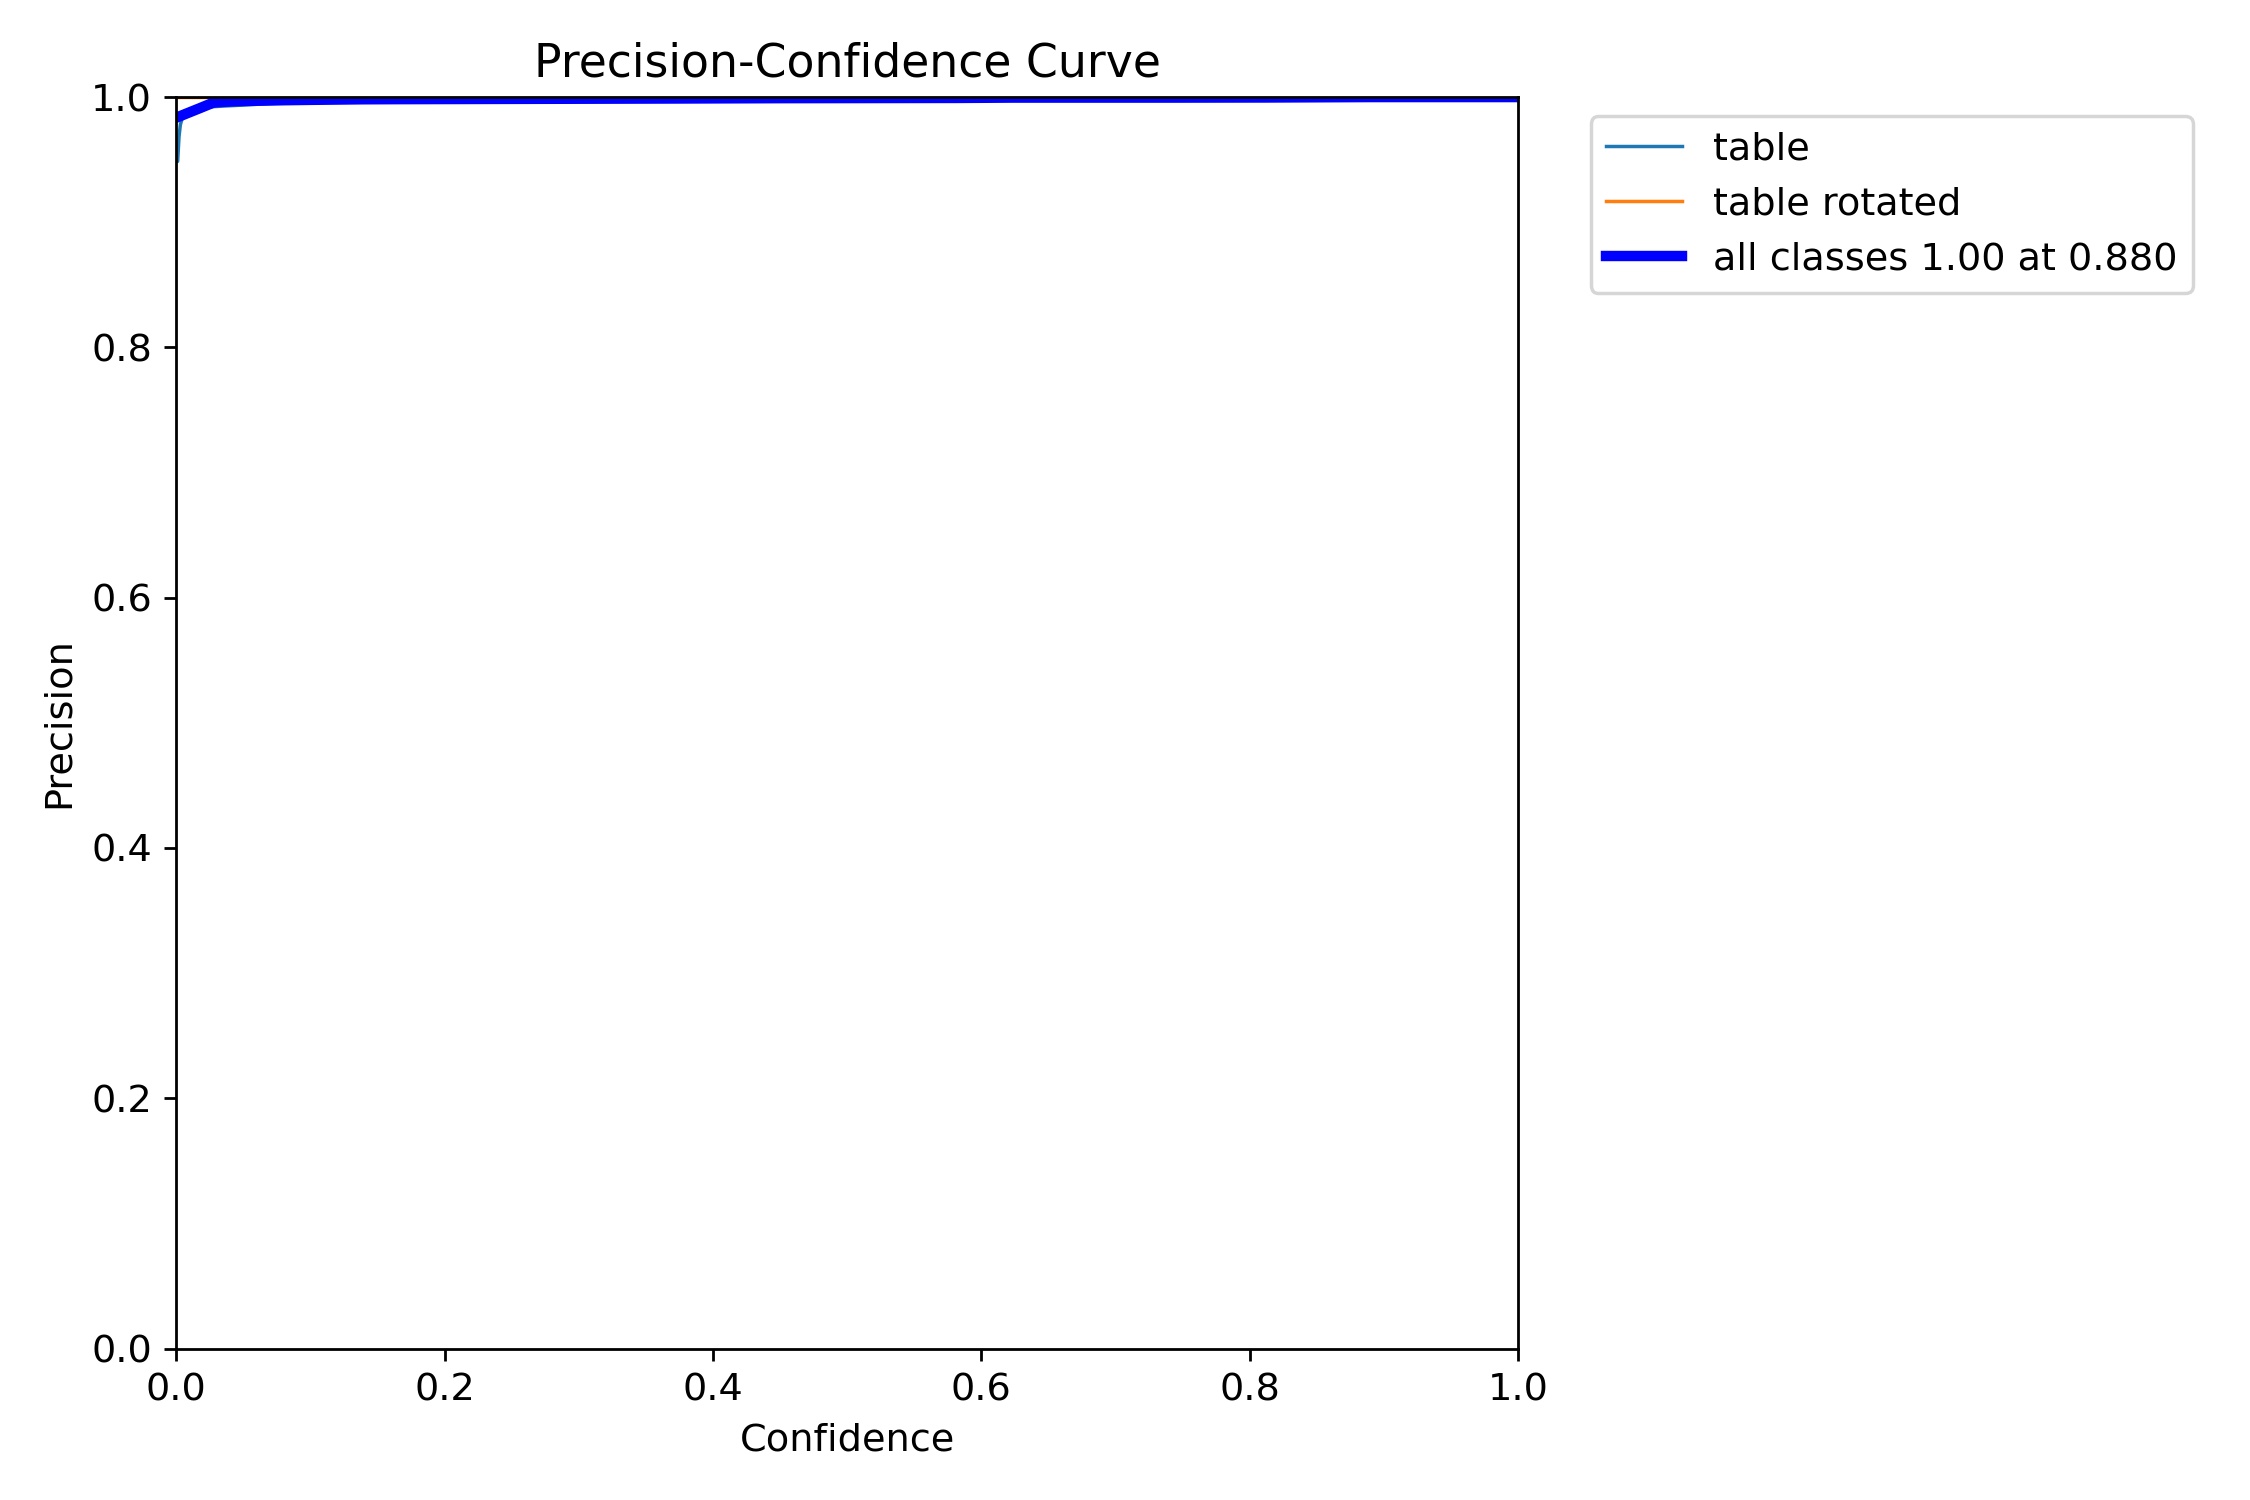 Precision-Confidence Curve
1.0
0.8
0.6
0.4
0.2
0.0
Precision
0.0 0.2 0.4 0.6 0.8 1.0
Confidence
table
table rotated
all classes 1.00 at 0.880